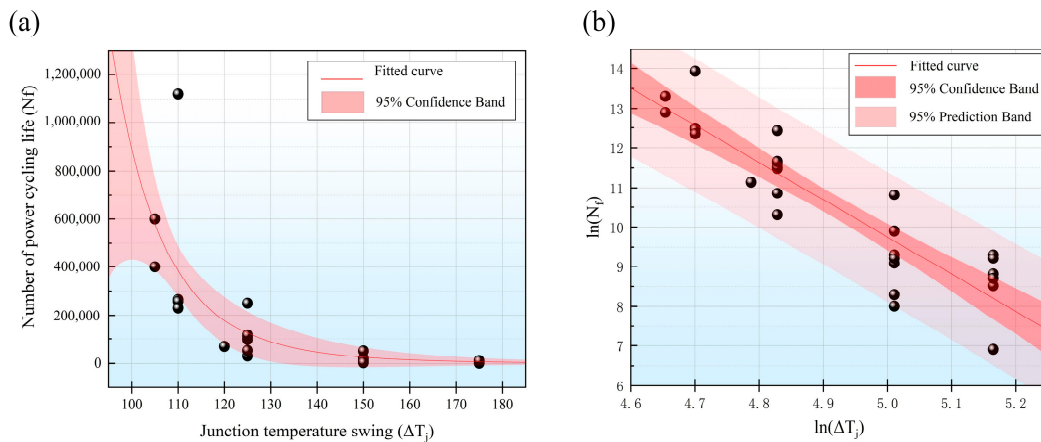 (a)
Number of power cycling life (Nf)
1,200,000
1,000,000
800,000
600,000
400,000
200,000
0
100 110 120 130 140 150 160 170 180
Junction temperature swing (ΔTj)
Fitted curve
95% Confidence Band
(b)
ln(Nf)
14
13
12
11
10
9
8
7
6
4.6 4.7 4.8 4.9 5.0 5.1 5.2
ln(ΔTj)
Fitted curve
95% Confidence Band
95% Prediction Band